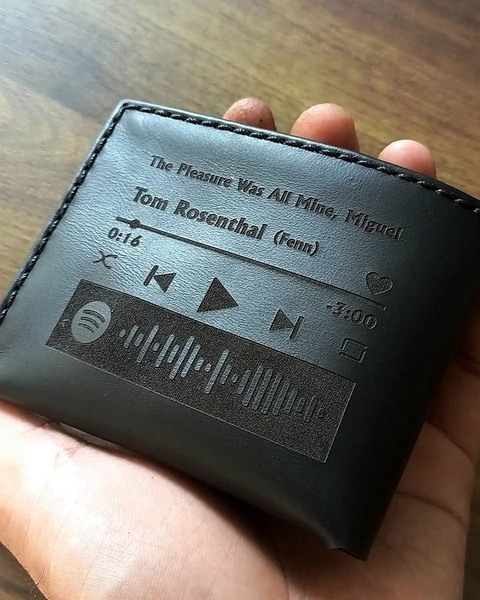 The Pleasure Was All Mine, Miguel!
Tom Rosenthal (Fenn)
0:16
-3:00